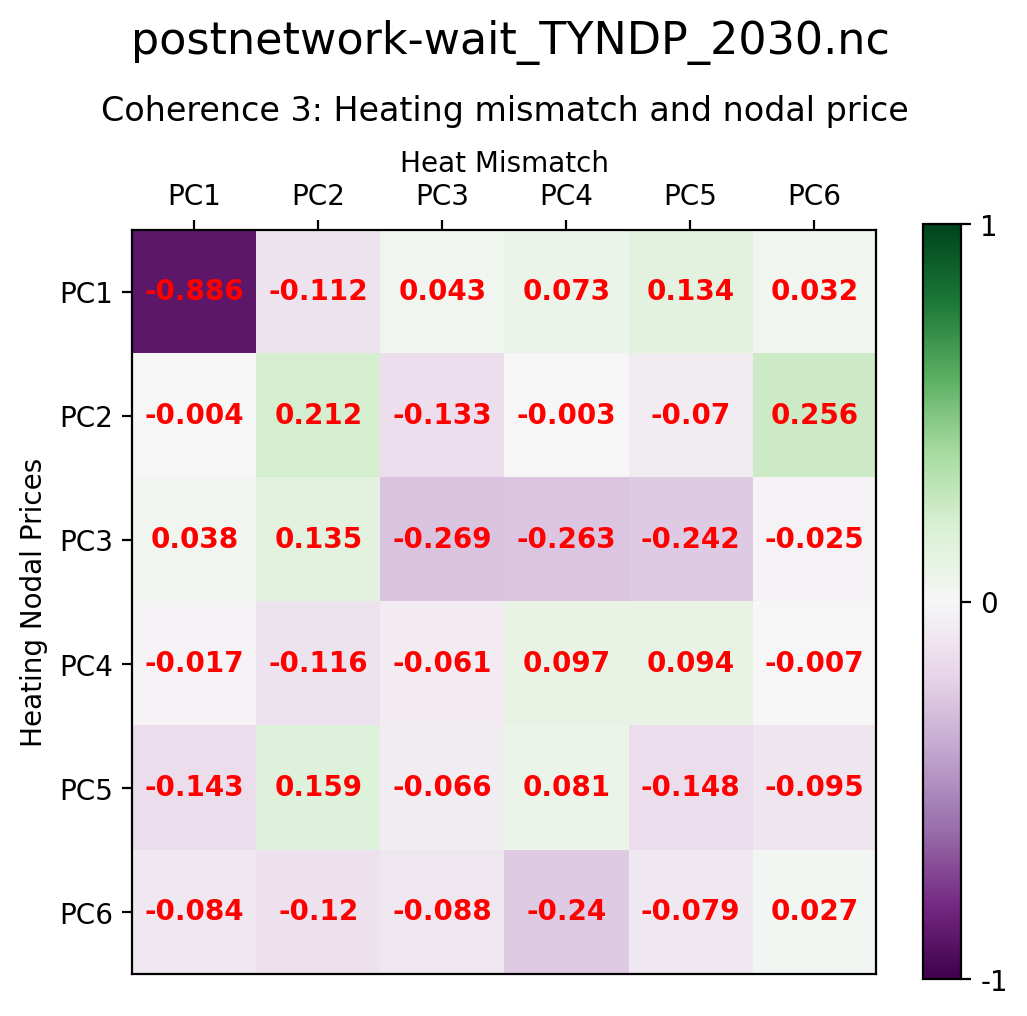 postnetwork-wait_TYNDP_2030.nc
Coherence 3: Heating mismatch and nodal price
Heat Mismatch
PC1 PC2 PC3 PC4 PC5 PC6
Heating Nodal Prices
PC1 -0.886 -0.112 0.043 0.073 0.134 0.032
PC2 -0.004 0.212 -0.133 -0.003 -0.07 0.256
PC3 0.038 0.135 -0.269 -0.263 -0.242 -0.025
PC4 -0.017 -0.116 -0.061 0.097 0.094 -0.007
PC5 -0.143 0.159 -0.066 0.081 -0.148 -0.095
PC6 -0.084 -0.12 -0.088 -0.24 -0.079 0.027
1
0
-1